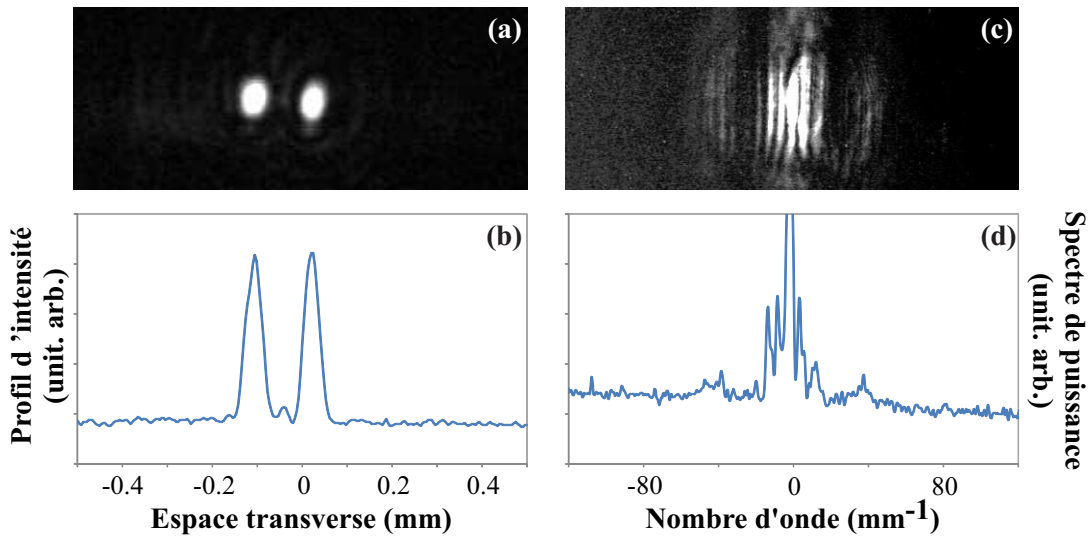 (a)
(c)
(b)
(d)
Profil d ’intensité
(unit. arb.)
Spectre de puissance
(unit. arb.)
-0.4 -0.2 0 0.2 0.4
-80 0 80
Espace transverse (mm)
Nombre d'onde (mm-1)